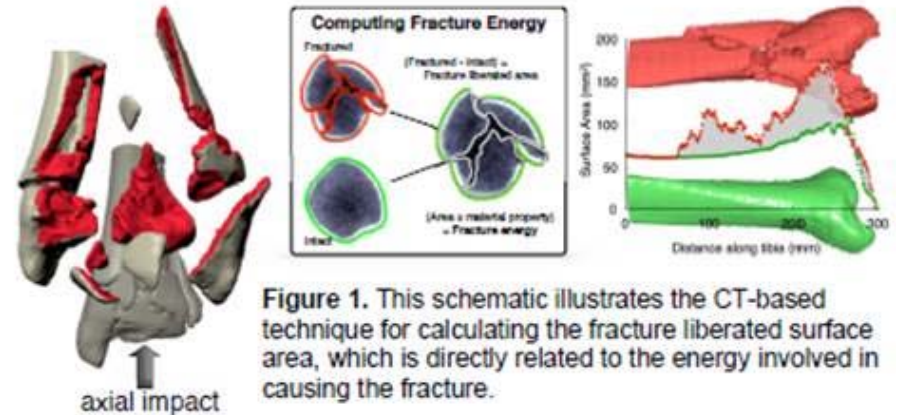 Computing Fracture Energy
Fractured
(Fractured - Intact) =
Fracture liberated area
(Area x material property)
= Fracture energy
Intact
Surface Area (mm²)
200
150
100
50
0
0 100 200 300
Distance along tibia (mm)
axial impact
Figure 1. This schematic illustrates the CT-based
technique for calculating the fracture liberated surface
area, which is directly related to the energy involved in
causing the fracture.